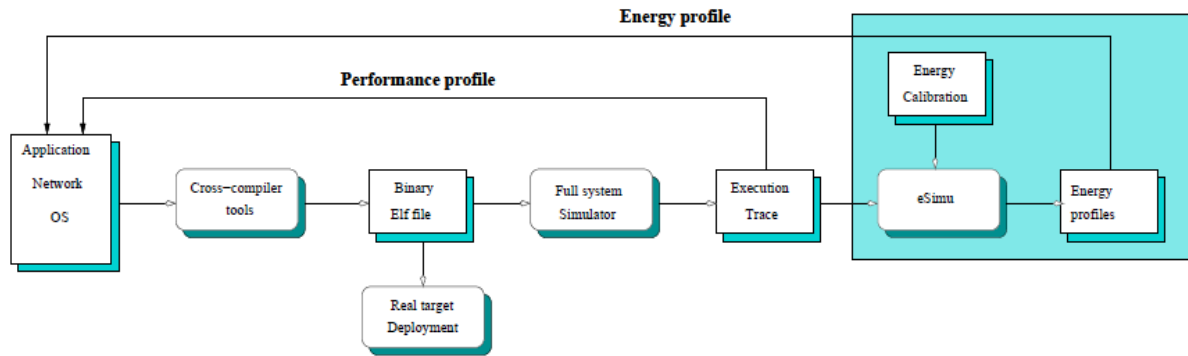 Energy profile
Performance profile
Energy
Calibration
Application
Network
OS
Cross-compiler
tools
Binary
Elf file
Full system
Simulator
Execution
Trace
eSimu
Energy
profiles
Real target
Deployment